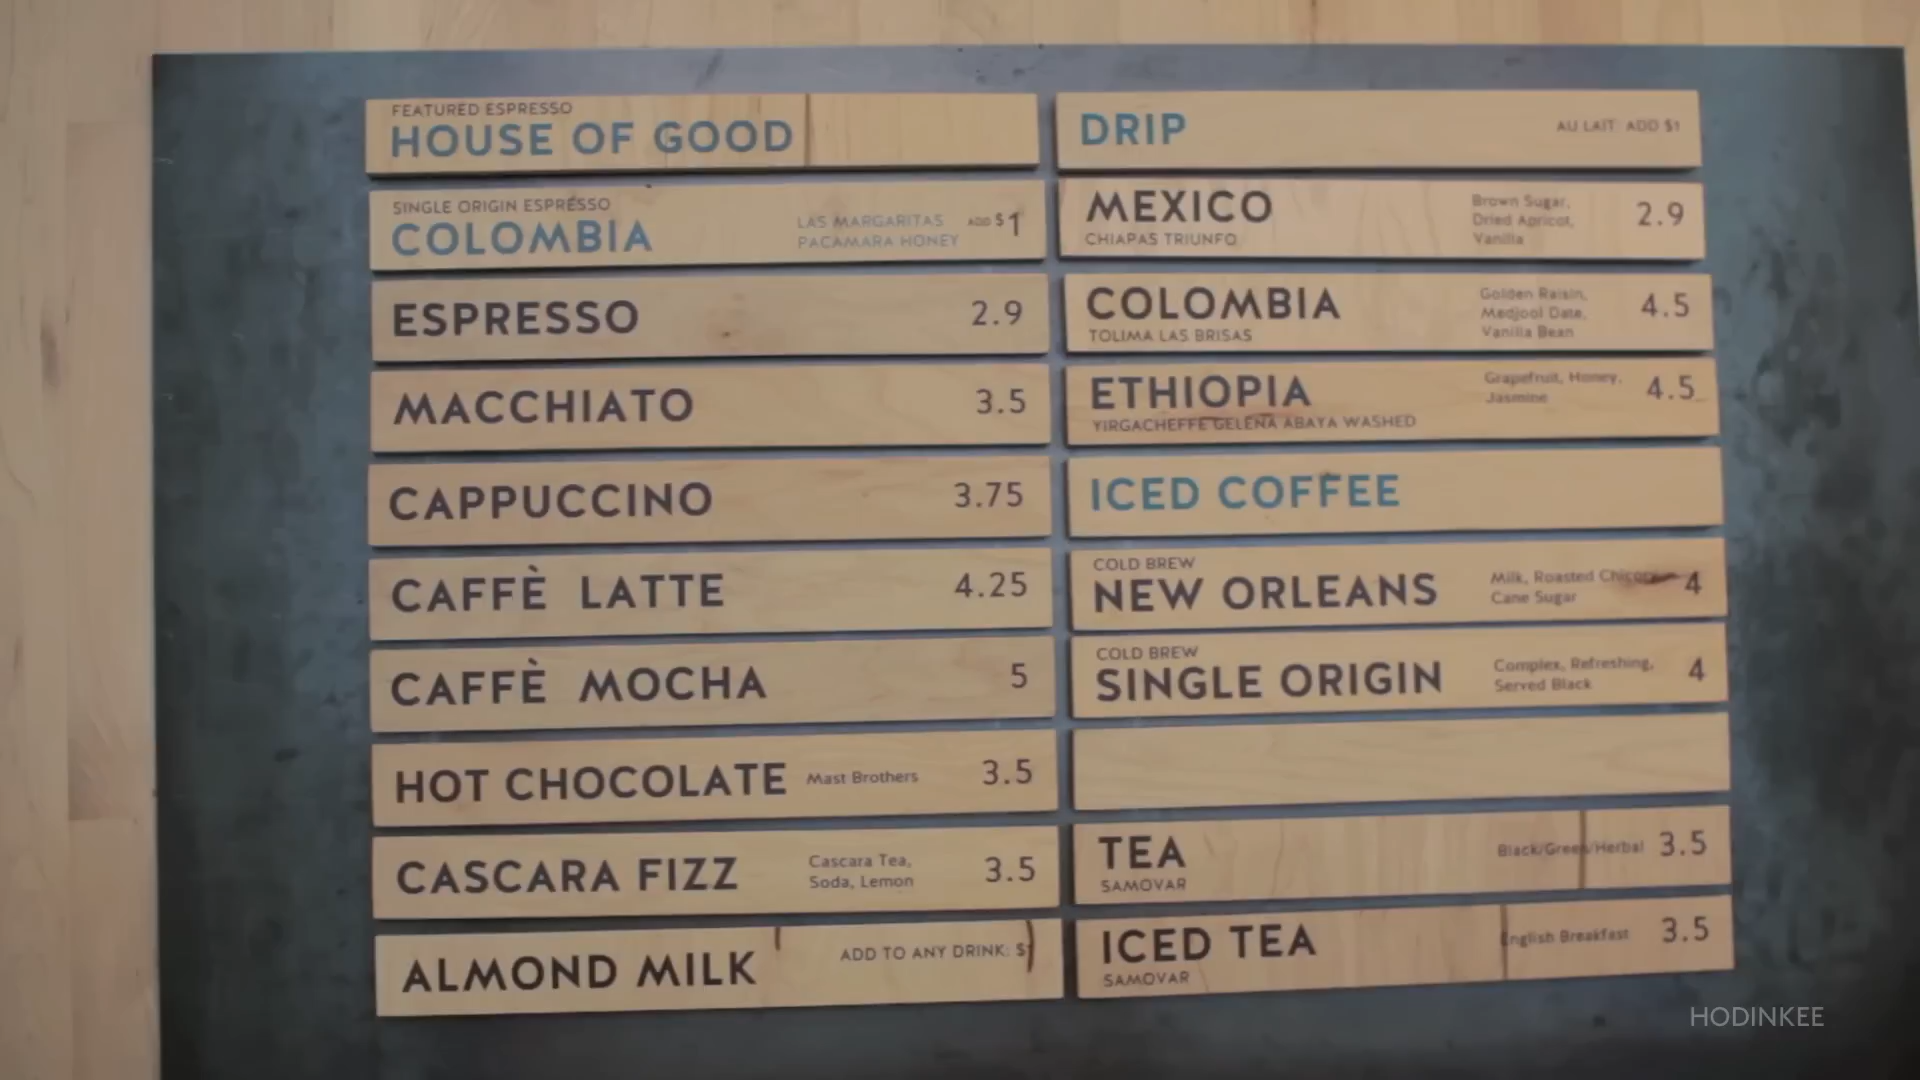 FEATURED ESPRESSO
HOUSE OF GOOD
SINGLE ORIGIN ESPRESSO
COLOMBIA
LAS MARGARITAS
PACAMARA HONEY
ADD $1
ESPRESSO 2.9
MACCHIATO 3.5
CAPPUCCINO 3.75
CAFFÈ LATTE 4.25
CAFFÈ MOCHA 5
HOT CHOCOLATE Mast Brothers 3.5
CASCARA FIZZ
Cascara Tea,
Soda, Lemon
3.5
ALMOND MILK ADD TO ANY DRINK: $1
DRIP AU LAIT: ADD $1
MEXICO
CHIAPAS TRIUNFO
Brown Sugar,
Dried Apricot,
Vanilla
2.9
COLOMBIA
TOLIMA LAS BRISAS
Golden Raisin,
Medjool Date,
Vanilla Bean
4.5
ETHIOPIA
YIRGACHEFFE GELENA ABAYA WASHED
Grapefruit, Honey,
Jasmine
4.5
ICED COFFEE
COLD BREW
NEW ORLEANS
Milk, Roasted Chicory,
Cane Sugar
4
COLD BREW
SINGLE ORIGIN
Complex, Refreshing,
Served Black
4
TEA
SAMOVAR
Black/Green/Herbal 3.5
ICED TEA
SAMOVAR
English Breakfast 3.5
HODINKEE